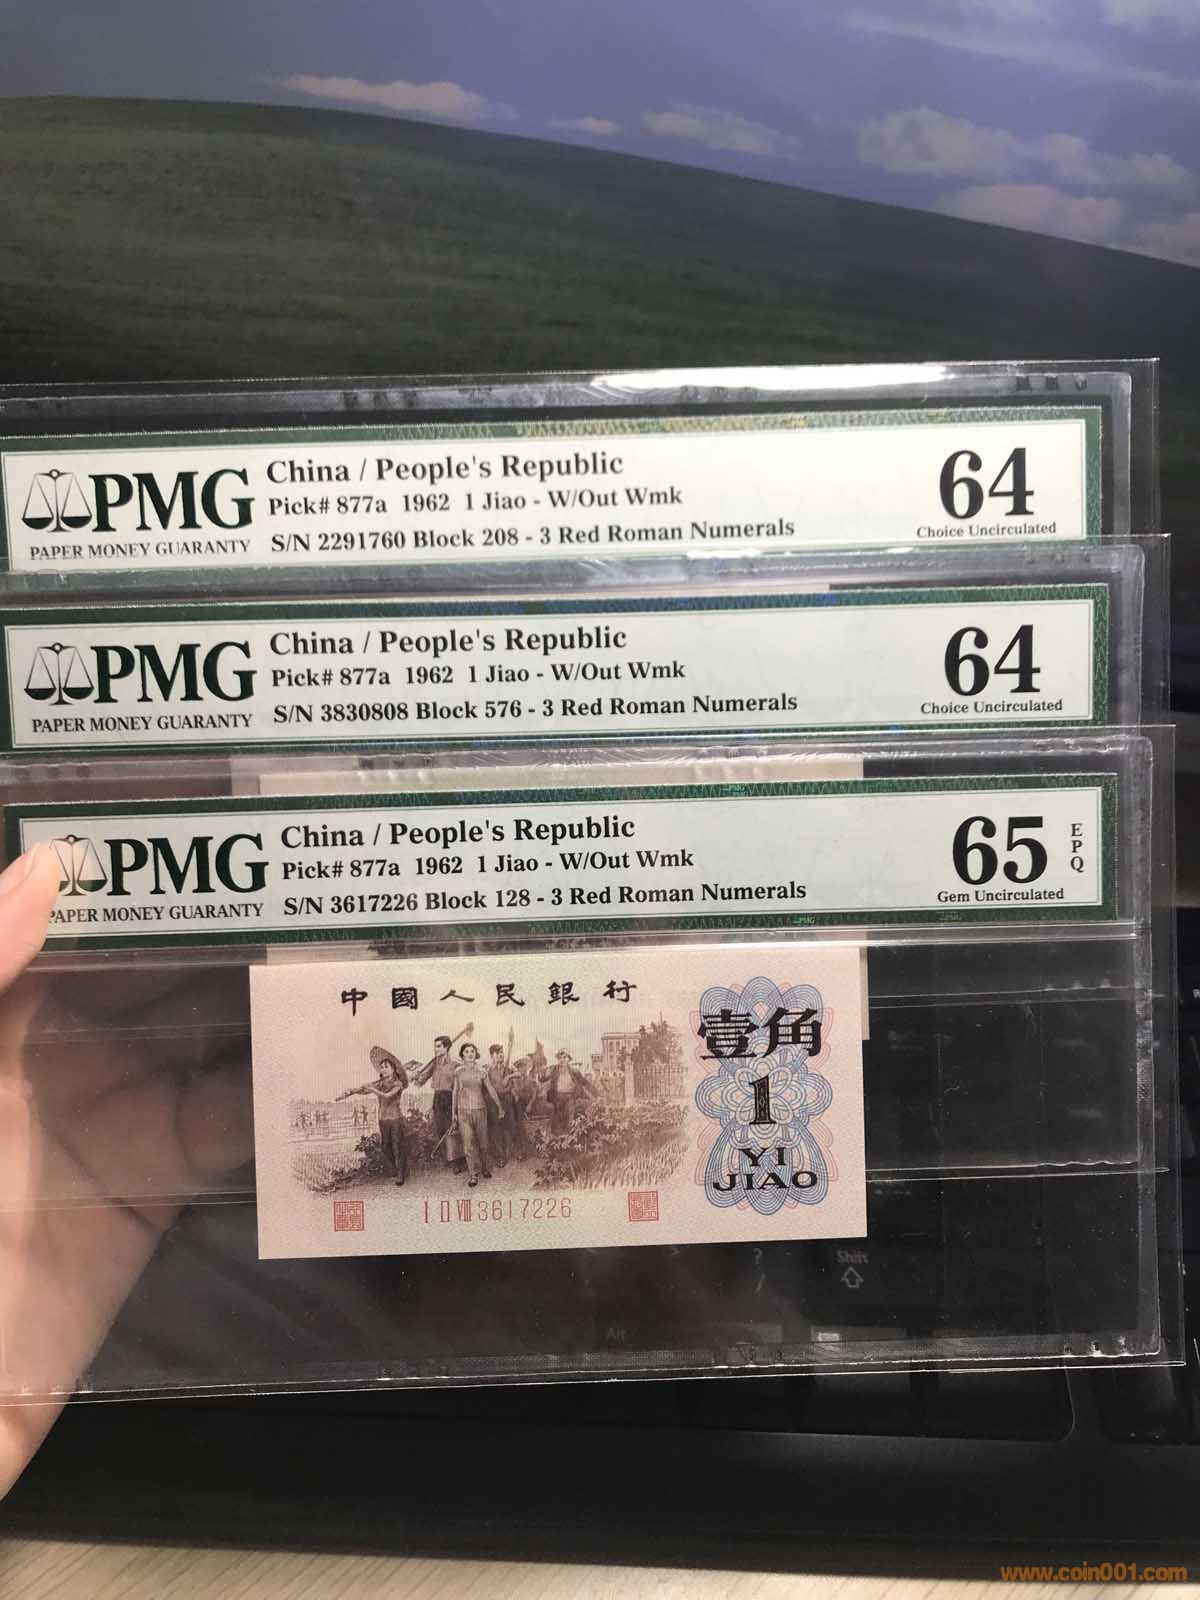 PMG
PAPER MONEY GUARANTY
China / People's Republic
Pick# 877a 1962 1 Jiao - W/Out Wmk
S/N 2291760 Block 208 - 3 Red Roman Numerals
64
Choice Uncirculated
PMG
PAPER MONEY GUARANTY
China / People's Republic
Pick# 877a 1962 1 Jiao - W/Out Wmk
S/N 3830808 Block 576 - 3 Red Roman Numerals
64
Choice Uncirculated
PMG
PAPER MONEY GUARANTY
China / People's Republic
Pick# 877a 1962 1 Jiao - W/Out Wmk
S/N 3617226 Block 128 - 3 Red Roman Numerals
65
EPQ
Gem Uncirculated
中國人民銀行
壹角
1
YI
JIAO
I II VIII 3617226
?
/
Shift
Alt
www.coin001.com